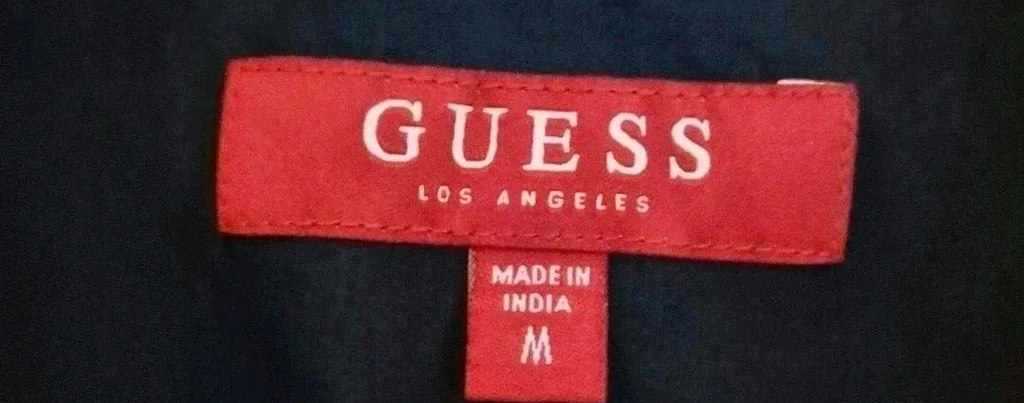 GUESS
LOS ANGELES
MADE IN
INDIA
M